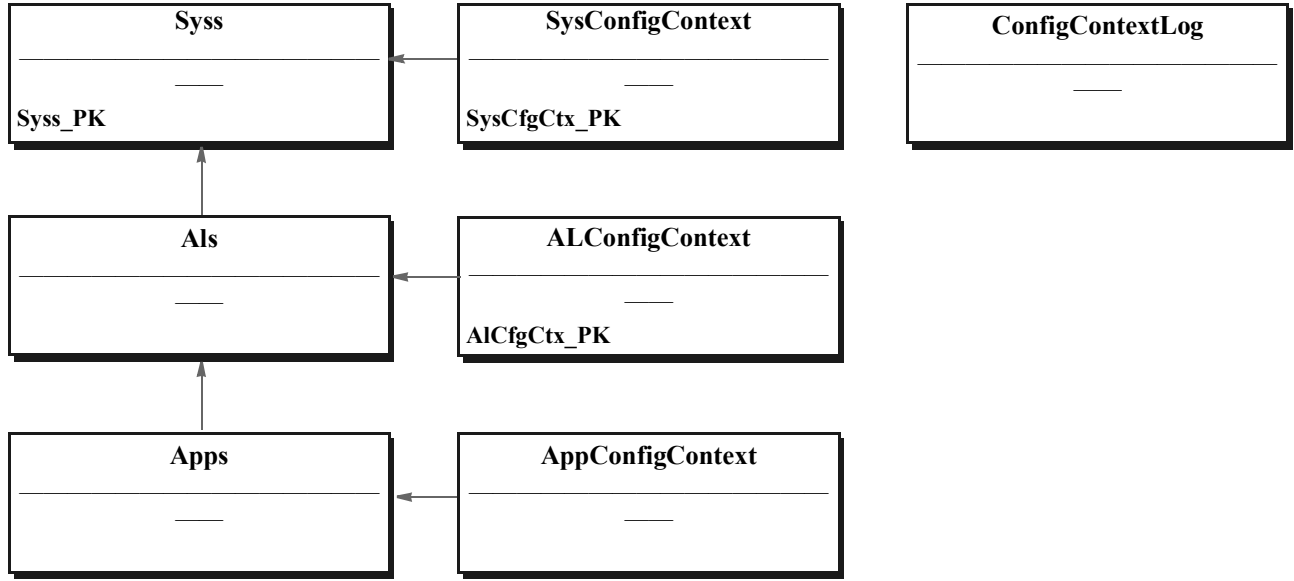 Syss
Syss_PK
SysConfigContext
SysCfgCtx_PK
ConfigContextLog
Als
ALConfigContext
AlCfgCtx_PK
Apps
AppConfigContext